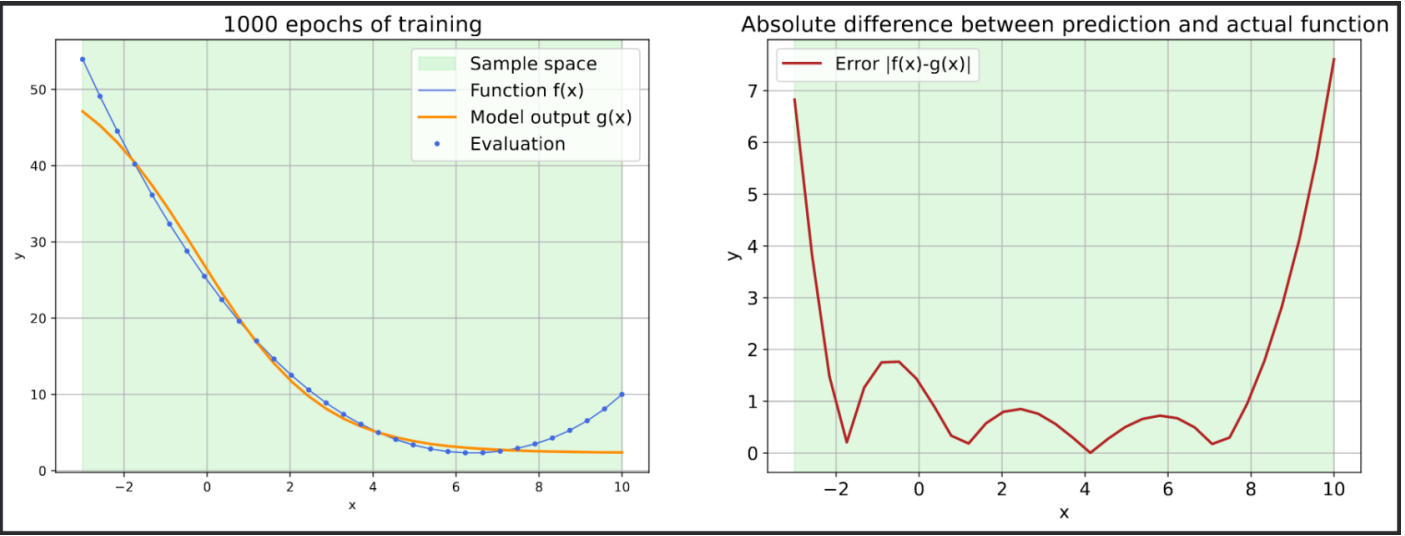 1000 epochs of training
50
40
30
20
10
0
y
−2 0 2 4 6 8 10
x
Sample space
Function f(x)
Model output g(x)
Evaluation
Absolute difference between prediction and actual function
Error |f(x)-g(x)|
7
6
5
4
3
2
1
0
y
−2 0 2 4 6 8 10
x